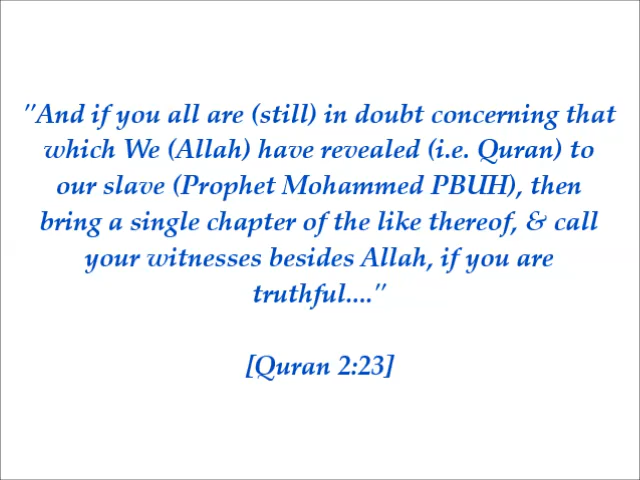 "And if you all are (still) in doubt concerning that
which We (Allah) have revealed (i.e. Quran) to
our slave (Prophet Mohammed PBUH), then
bring a single chapter of the like thereof, & call
your witnesses besides Allah, if you are
truthful...."
[Quran 2:23]